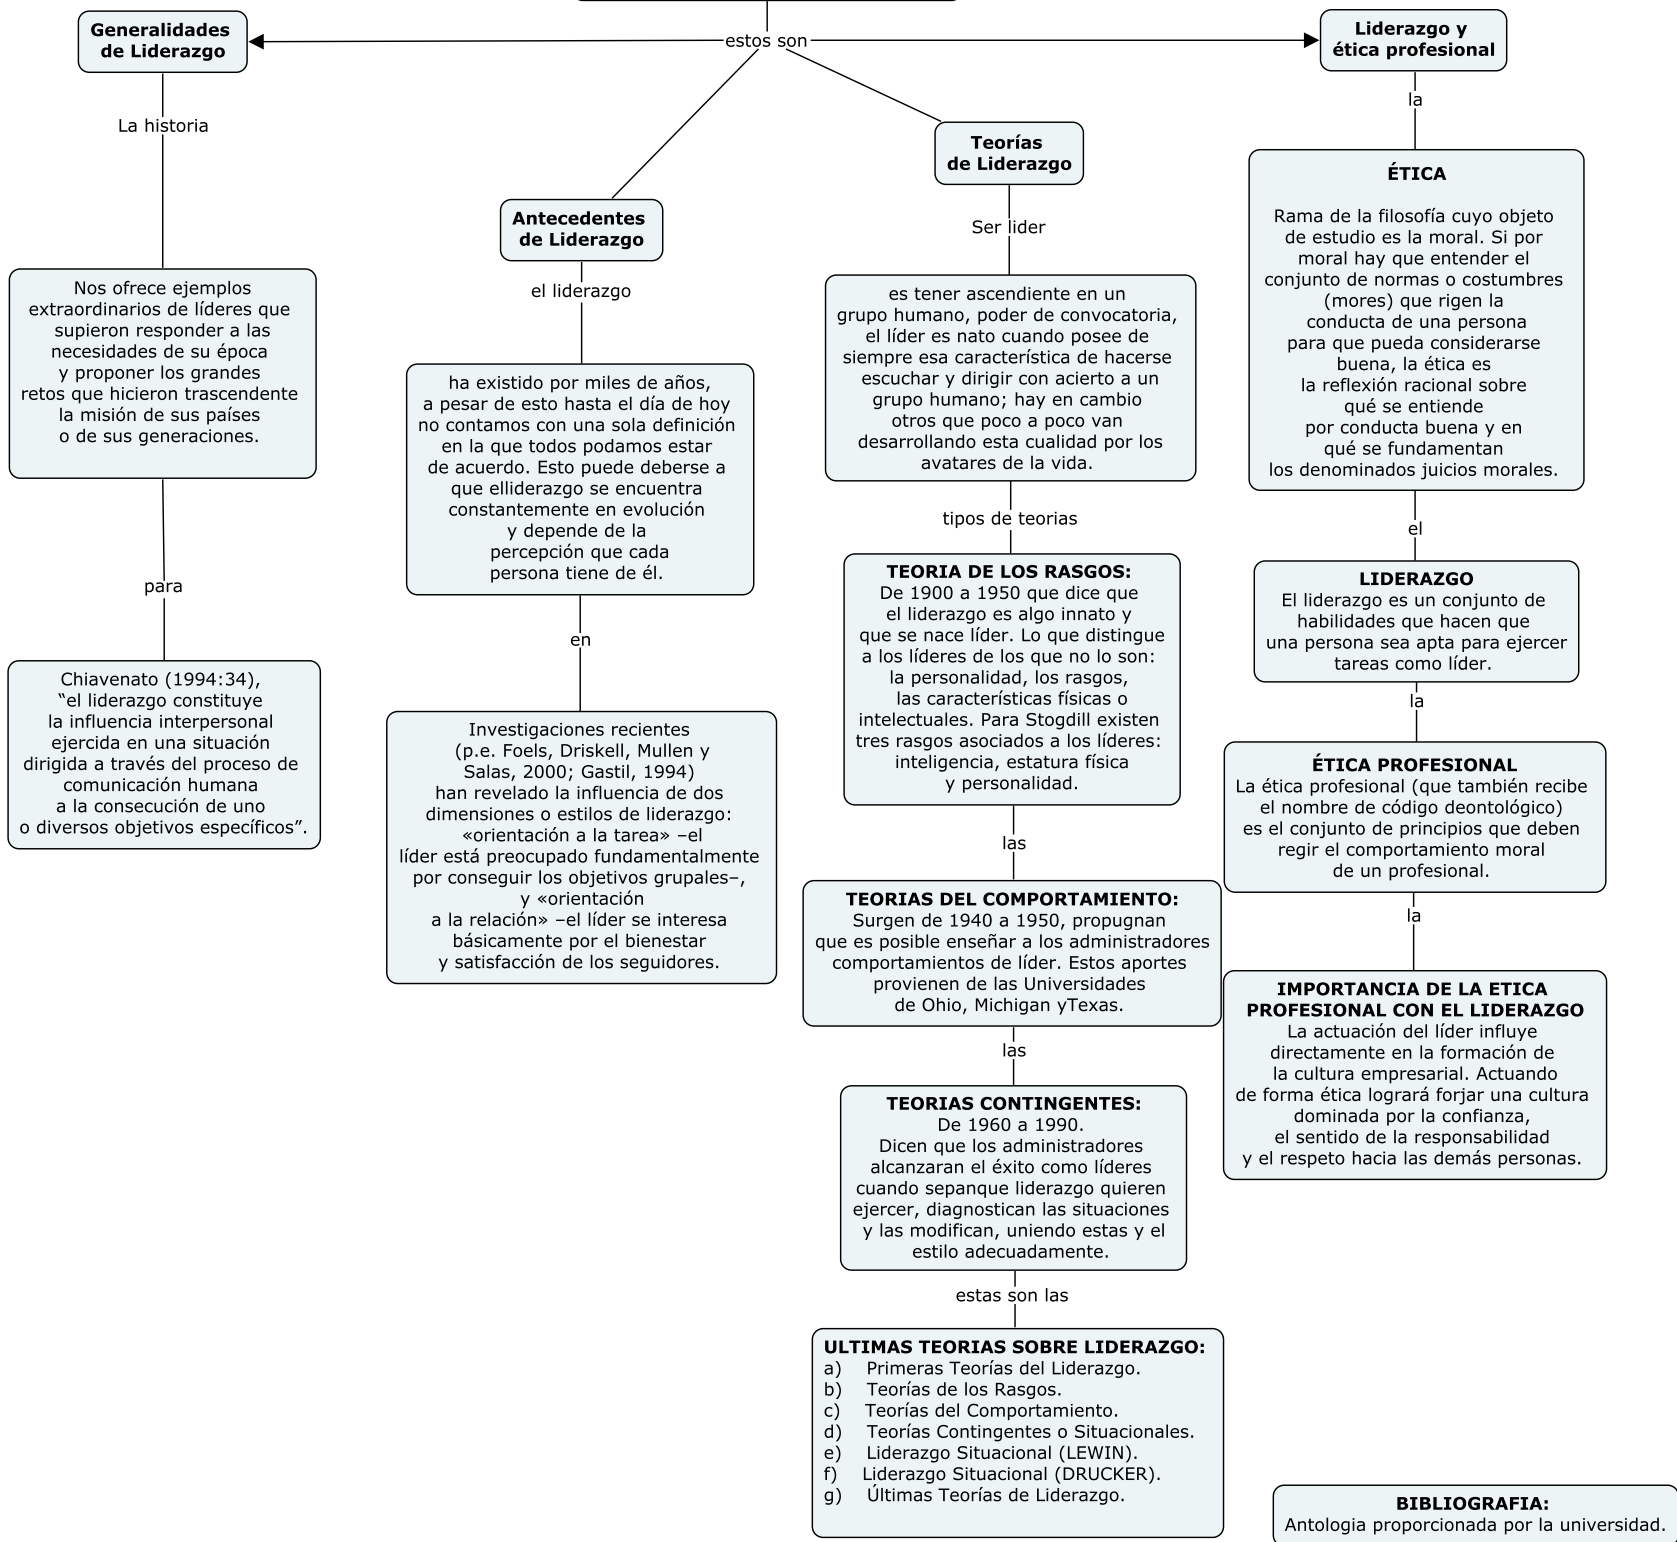 estos son
Generalidades
de Liderazgo
La historia
Nos ofrece ejemplos
extraordinarios de líderes que
supieron responder a las
necesidades de su época
y proponer los grandes
retos que hicieron trascendente
la misión de sus países
o de sus generaciones.
para
Chiavenato (1994:34),
“el liderazgo constituye
la influencia interpersonal
ejercida en una situación
dirigida a través del proceso de
comunicación humana
a la consecución de uno
o diversos objetivos específicos”.
Antecedentes
de Liderazgo
el liderazgo
ha existido por miles de años,
a pesar de esto hasta el día de hoy
no contamos con una sola definición
en la que todos podamos estar
de acuerdo. Esto puede deberse a
que elliderazgo se encuentra
constantemente en evolución
y depende de la
percepción que cada
persona tiene de él.
en
Investigaciones recientes
(p.e. Foels, Driskell, Mullen y
Salas, 2000; Gastil, 1994)
han revelado la influencia de dos
dimensiones o estilos de liderazgo:
«orientación a la tarea» –el
líder está preocupado fundamentalmente
por conseguir los objetivos grupales–,
y «orientación
a la relación» –el líder se interesa
básicamente por el bienestar
y satisfacción de los seguidores.
Teorías
de Liderazgo
Ser lider
es tener ascendiente en un
grupo humano, poder de convocatoria,
el líder es nato cuando posee de
siempre esa característica de hacerse
escuchar y dirigir con acierto a un
grupo humano; hay en cambio
otros que poco a poco van
desarrollando esta cualidad por los
avatares de la vida.
tipos de teorias
TEORIA DE LOS RASGOS:
De 1900 a 1950 que dice que
el liderazgo es algo innato y
que se nace líder. Lo que distingue
a los líderes de los que no lo son:
la personalidad, los rasgos,
las características físicas o
intelectuales. Para Stogdill existen
tres rasgos asociados a los líderes:
inteligencia, estatura física
y personalidad.
las
TEORIAS DEL COMPORTAMIENTO:
Surgen de 1940 a 1950, propugnan
que es posible enseñar a los administradores
comportamientos de líder. Estos aportes
provienen de las Universidades
de Ohio, Michigan yTexas.
las
TEORIAS CONTINGENTES:
De 1960 a 1990.
Dicen que los administradores
alcanzaran el éxito como líderes
cuando sepanque liderazgo quieren
ejercer, diagnostican las situaciones
y las modifican, uniendo estas y el
estilo adecuadamente.
estas son las
ULTIMAS TEORIAS SOBRE LIDERAZGO:
a) Primeras Teorías del Liderazgo.
b) Teorías de los Rasgos.
c) Teorías del Comportamiento.
d) Teorías Contingentes o Situacionales.
e) Liderazgo Situacional (LEWIN).
f) Liderazgo Situacional (DRUCKER).
g) Últimas Teorías de Liderazgo.
Liderazgo y
ética profesional
la
ÉTICA
Rama de la filosofía cuyo objeto
de estudio es la moral. Si por
moral hay que entender el
conjunto de normas o costumbres
(mores) que rigen la
conducta de una persona
para que pueda considerarse
buena, la ética es
la reflexión racional sobre
qué se entiende
por conducta buena y en
qué se fundamentan
los denominados juicios morales.
el
LIDERAZGO
El liderazgo es un conjunto de
habilidades que hacen que
una persona sea apta para ejercer
tareas como líder.
la
ÉTICA PROFESIONAL
La ética profesional (que también recibe
el nombre de código deontológico)
es el conjunto de principios que deben
regir el comportamiento moral
de un profesional.
la
IMPORTANCIA DE LA ETICA
PROFESIONAL CON EL LIDERAZGO
La actuación del líder influye
directamente en la formación de
la cultura empresarial. Actuando
de forma ética logrará forjar una cultura
dominada por la confianza,
el sentido de la responsabilidad
y el respeto hacia las demás personas.
BIBLIOGRAFIA:
Antologia proporcionada por la universidad.